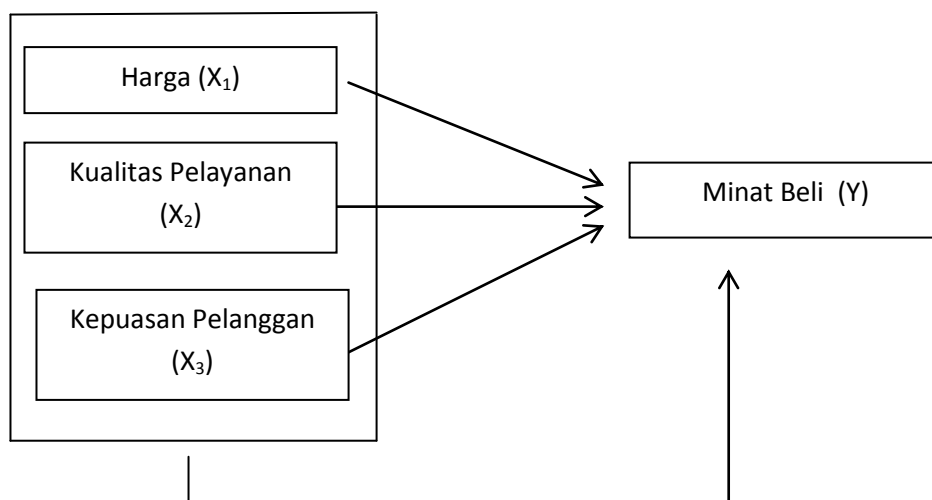 Harga (X₁)
Kualitas Pelayanan
(X₂)
Kepuasan Pelanggan
(X₃)
Minat Beli  (Y)